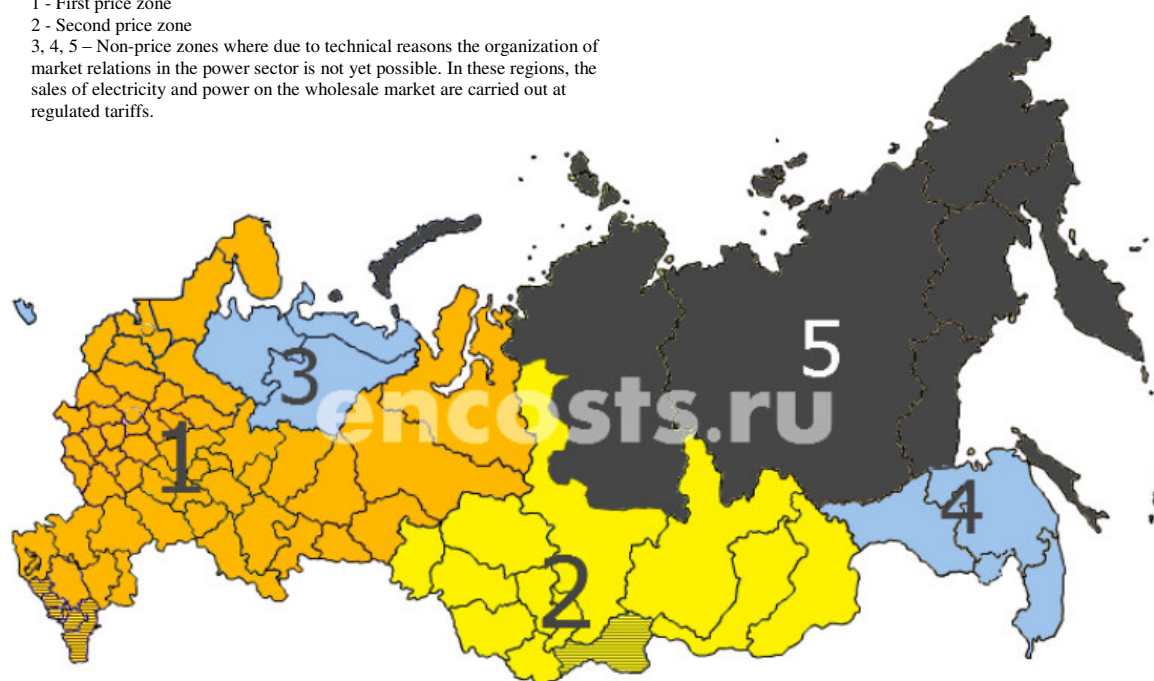 1 - First price zone
2 - Second price zone
3, 4, 5 – Non-price zones where due to technical reasons the organization of
market relations in the power sector is not yet possible. In these regions, the
sales of electricity and power on the wholesale market are carried out at
regulated tariffs.
5
3
encosts.ru
1
4
2